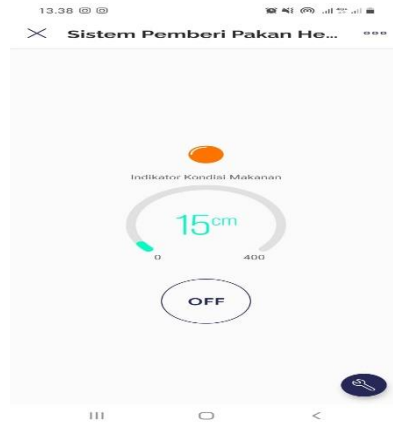 13.38
Sistem Pemberi Pakan He...
Indikator Kondisi Makanan
15cm
0 400
OFF